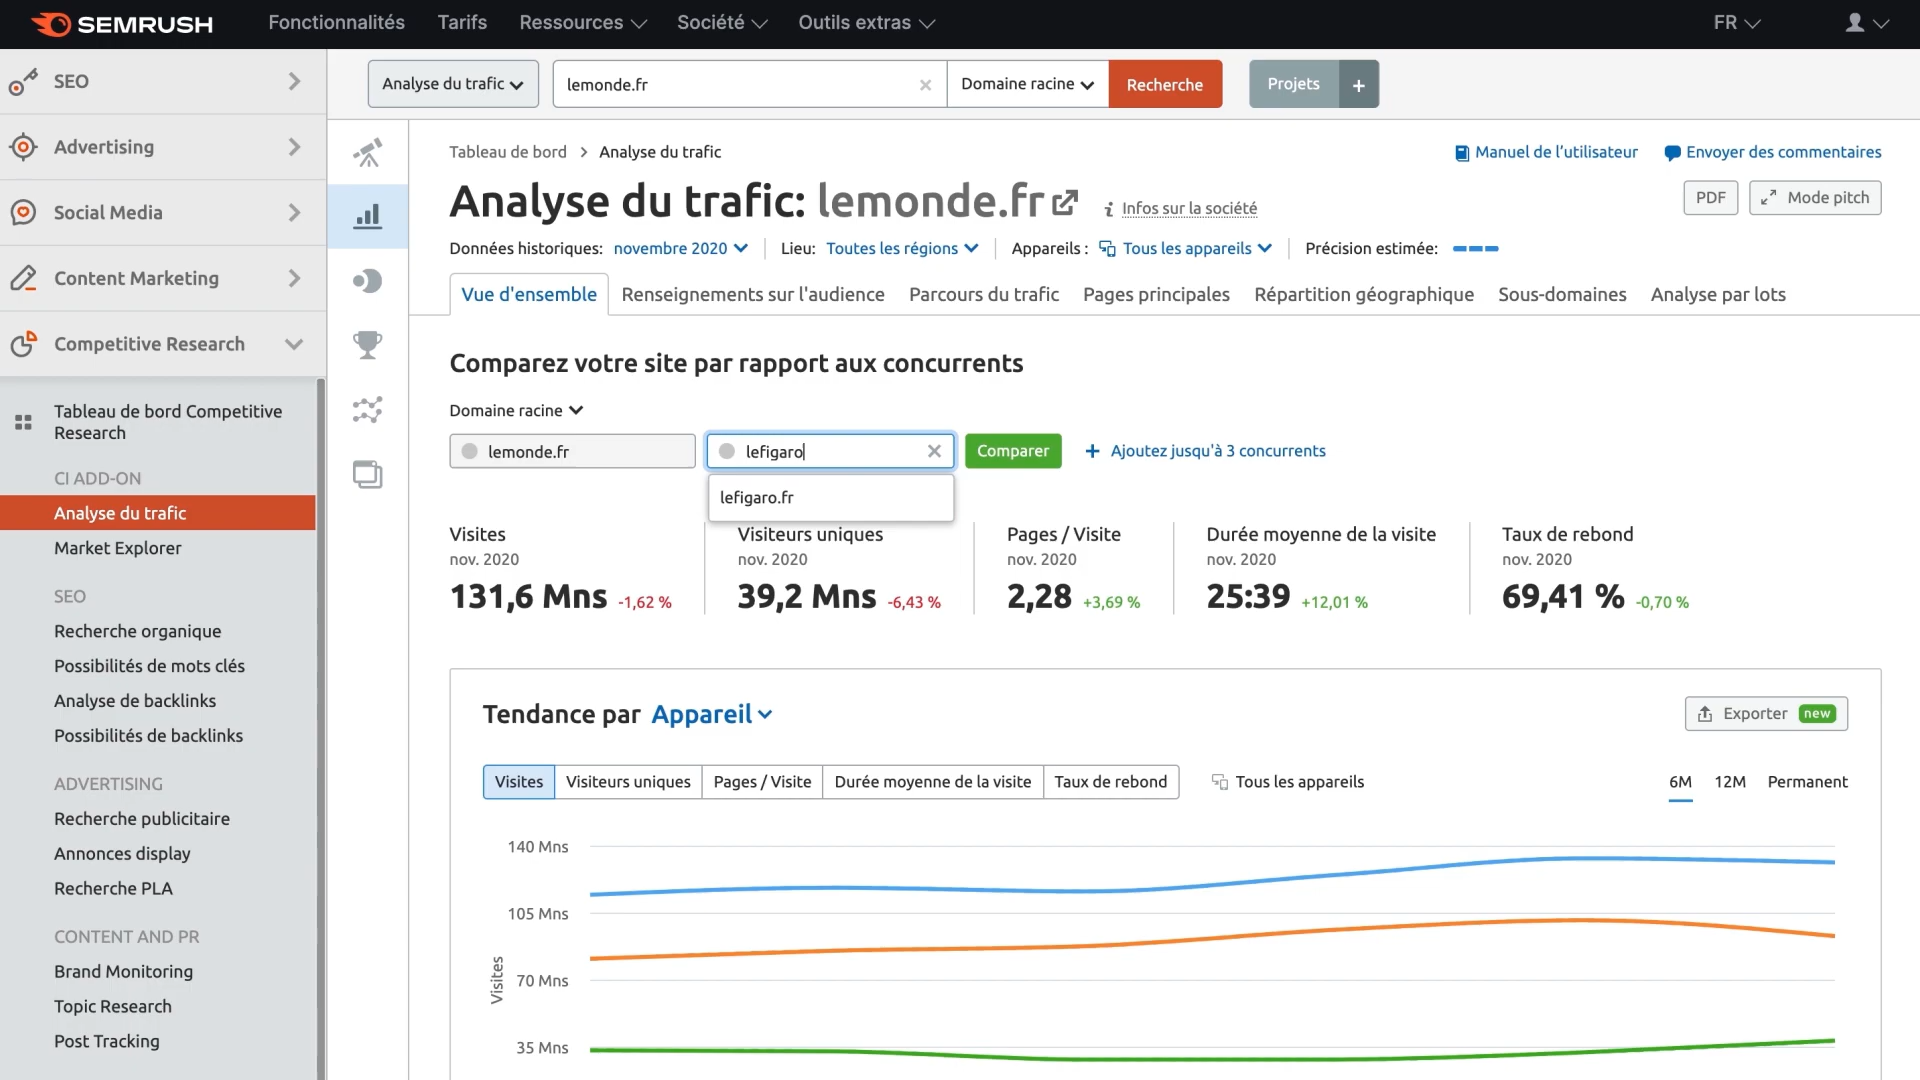 SEMRUSH
Fonctionnalités Tarifs Ressources Société Outils extras FR
SEO
Advertising
Social Media
Content Marketing
Competitive Research
Tableau de bord Competitive
Research
CI ADD-ON
Analyse du trafic
Market Explorer
SEO
Recherche organique
Possibilités de mots clés
Analyse de backlinks
Possibilités de backlinks
ADVERTISING
Recherche publicitaire
Annonces display
Recherche PLA
CONTENT AND PR
Brand Monitoring
Topic Research
Post Tracking
Analyse du trafic lemonde.fr × Domaine racine Recherche Projets +
Tableau de bord > Analyse du trafic
Manuel de l’utilisateur Envoyer des commentaires
Analyse du trafic: lemonde.fr i Infos sur la société
PDF Mode pitch
Données historiques: novembre 2020 Lieu: Toutes les régions Appareils : Tous les appareils Précision estimée:
Vue d'ensemble Renseignements sur l'audience Parcours du trafic Pages principales Répartition géographique Sous-domaines Analyse par lots
Comparez votre site par rapport aux concurrents
Domaine racine
lemonde.fr lefigaro × Comparer + Ajoutez jusqu'à 3 concurrents
lefigaro.fr
Visites
nov. 2020
131,6 Mns -1,62 %
Visiteurs uniques
nov. 2020
39,2 Mns -6,43 %
Pages / Visite
nov. 2020
2,28 +3,69 %
Durée moyenne de la visite
nov. 2020
25:39 +12,01 %
Taux de rebond
nov. 2020
69,41 % -0,70 %
Tendance par Appareil
Exporter new
Visites Visiteurs uniques Pages / Visite Durée moyenne de la visite Taux de rebond Tous les appareils 6M 12M Permanent
140 Mns
105 Mns
70 Mns
35 Mns
Visites